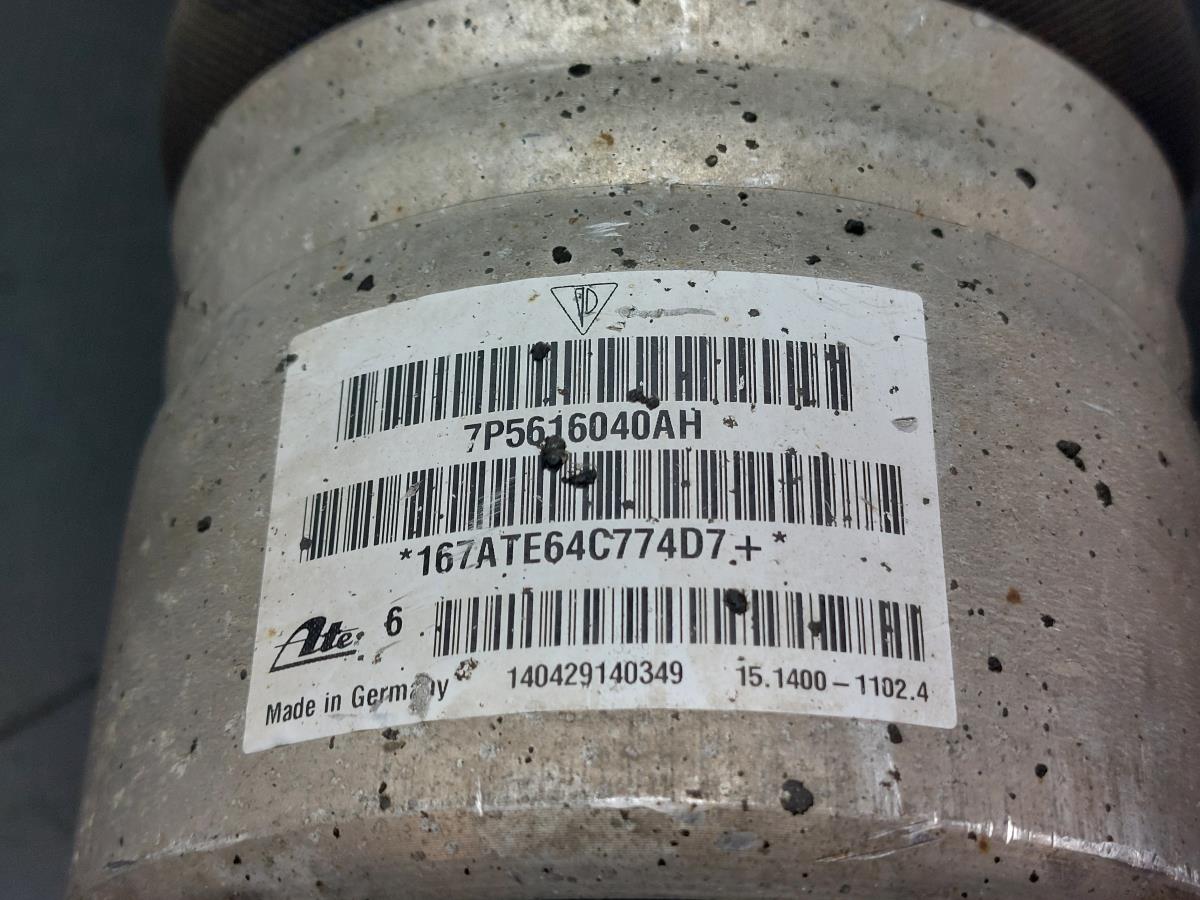 7P5616040AH
*167ATE64C774D7+*
Ate 6
140429140349 15.1400-1102.4
Made in Germany